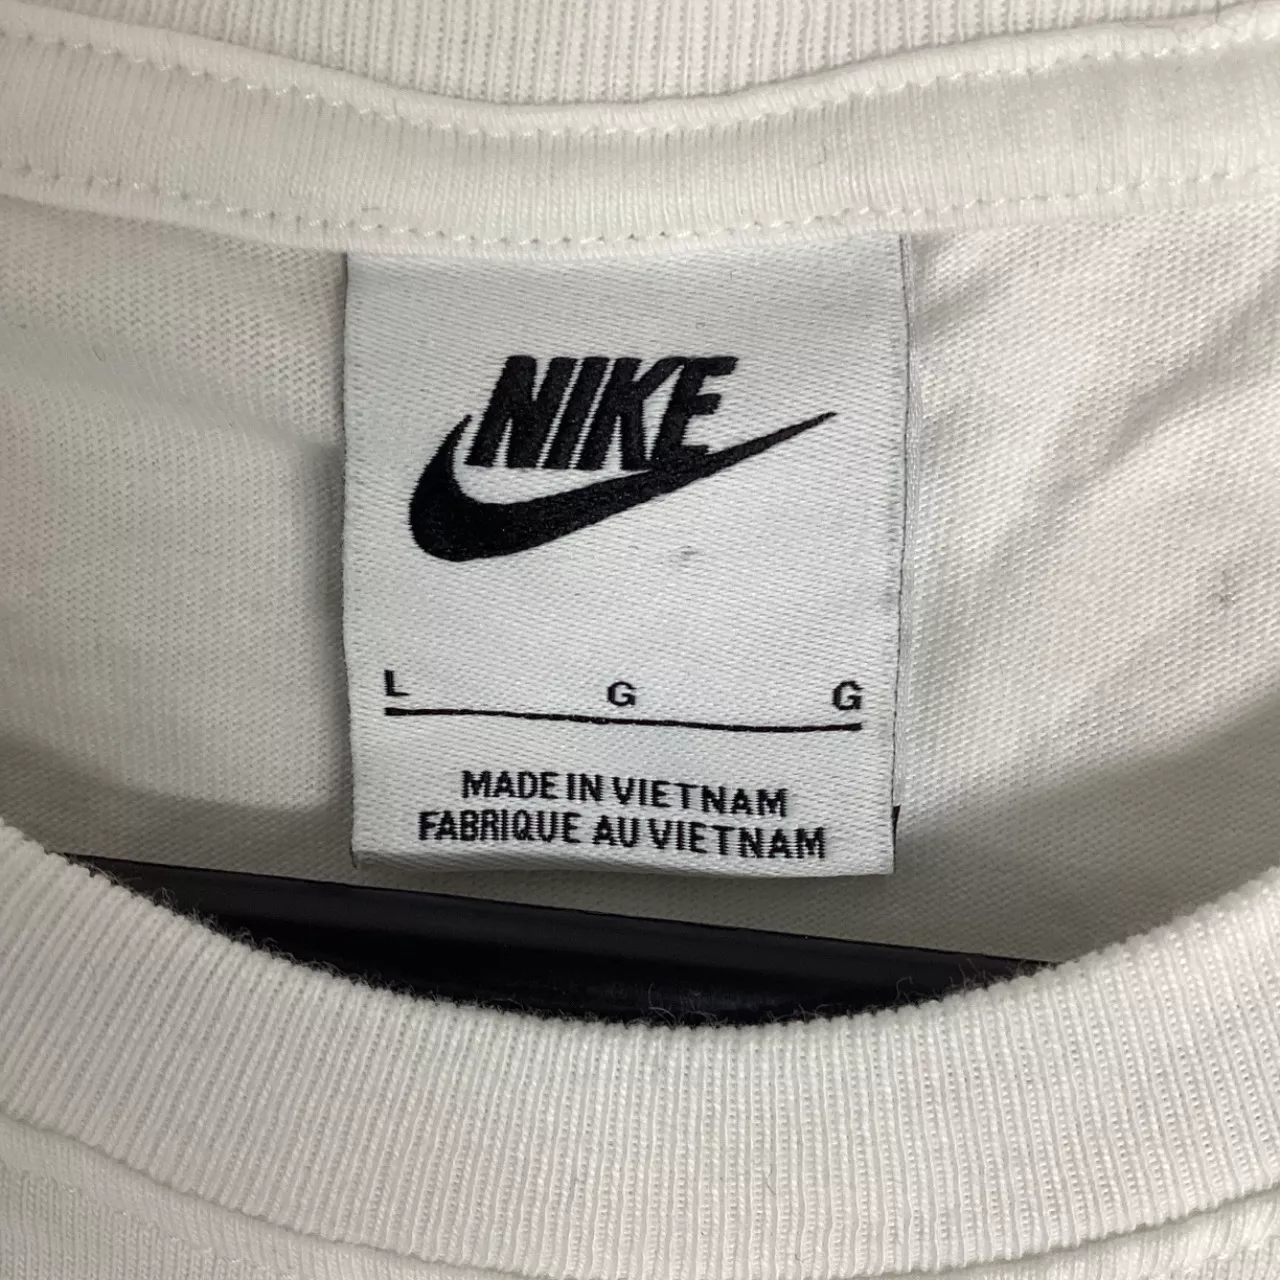 NIKE
L G G
MADE IN VIETNAM
FABRIQUE AU VIETNAM